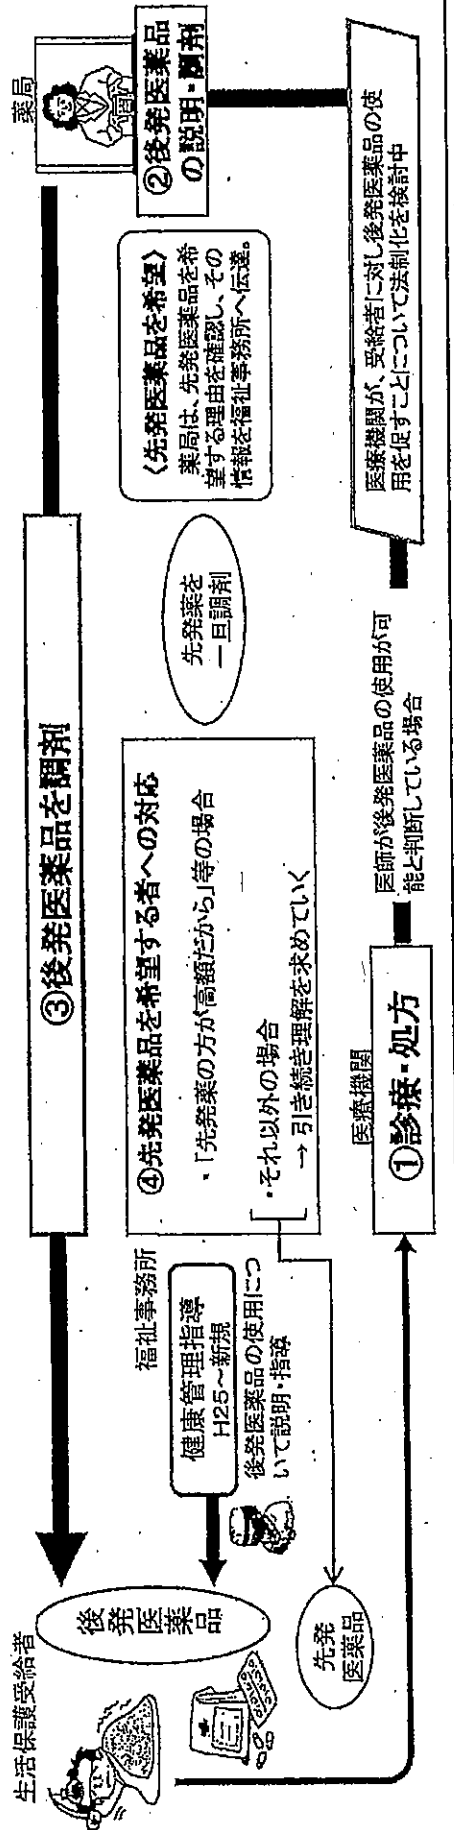 生活保護受給者
後発
医薬品
先発
医薬品
福祉事務所
健康管理指導
H25~新規
後発医薬品の使用につ
いて説明・指導
③後発医薬品を調剤
④先発医薬品を希望する者への対応
・「先発薬の方が高額だから」等の場合
・それ以外の場合
→ 引き続き理解を求めていく
医療機関
①診療・処方
医師が後発医薬品の使用が可
能と判断している場合
先発薬を
一旦調剤
薬局
②後発医薬品
の説明・調剤
〈先発医薬品を希望〉
薬局は、先発医薬品を希
望する理由を確認し、その
情報を福祉事務所へ伝達。
医療機関が、受給者に対し後発医薬品の使
用を促すことについて法制化を検討中